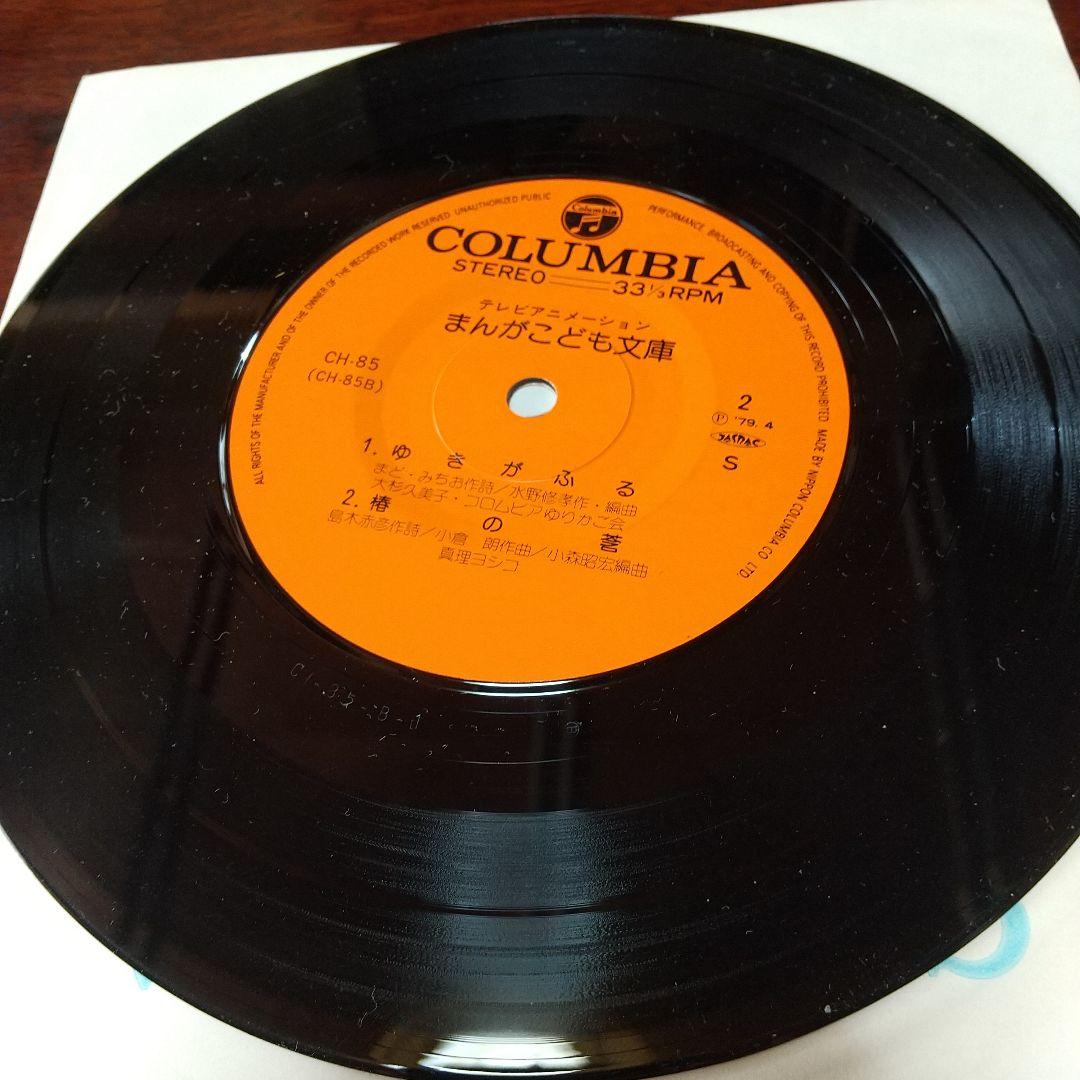 Columbia
COLUMBIA
STEREO 33⅓ RPM
テレビアニメーション
まんがこども文庫
CH-85
(CH-85B)
2
Ⓟ '79. 4
JASRAC
S
1. ゆきがふる
まど・みちお作詩/水野修孝作・編曲
大杉久美子・コロムビアゆりかご会
2. 椿の莟
島木赤彦作詩/小倉 朗作曲/小森昭宏編曲
真理ヨシコ
ALL RIGHTS OF THE MANUFACTURER AND OF THE OWNER OF THE RECORDED WORK RESERVED UNAUTHORIZED PUBLIC PERFORMANCE, BROADCASTING AND COPYING OF THIS RECORD PROHIBITED MADE BY NIPPON COLUMBIA CO LTD.